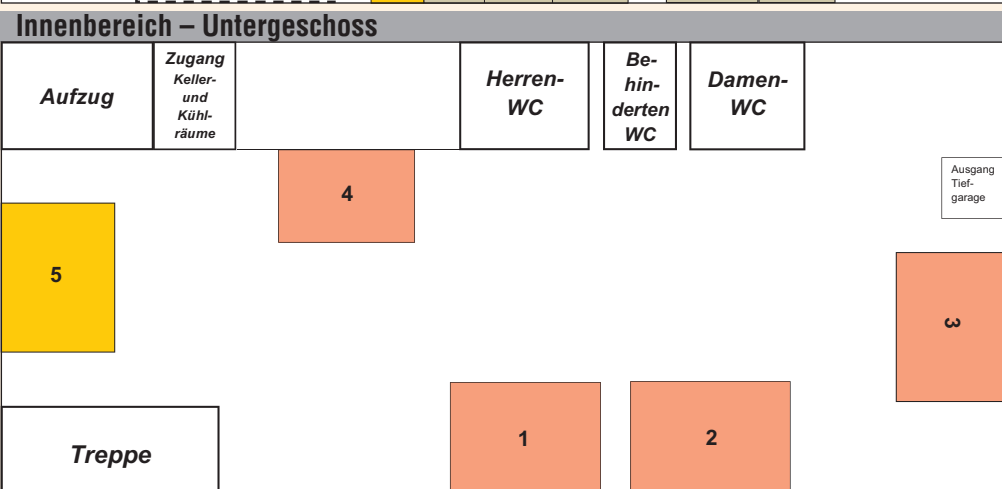 Innenbereich – Untergeschoss
Aufzug
Zugang
Keller-
und
Kühl-
räume
Herren-
WC
Be-
hin-
derten
WC
Damen-
WC
Ausgang
Tief-
garage
4
5
3
1
2
Treppe